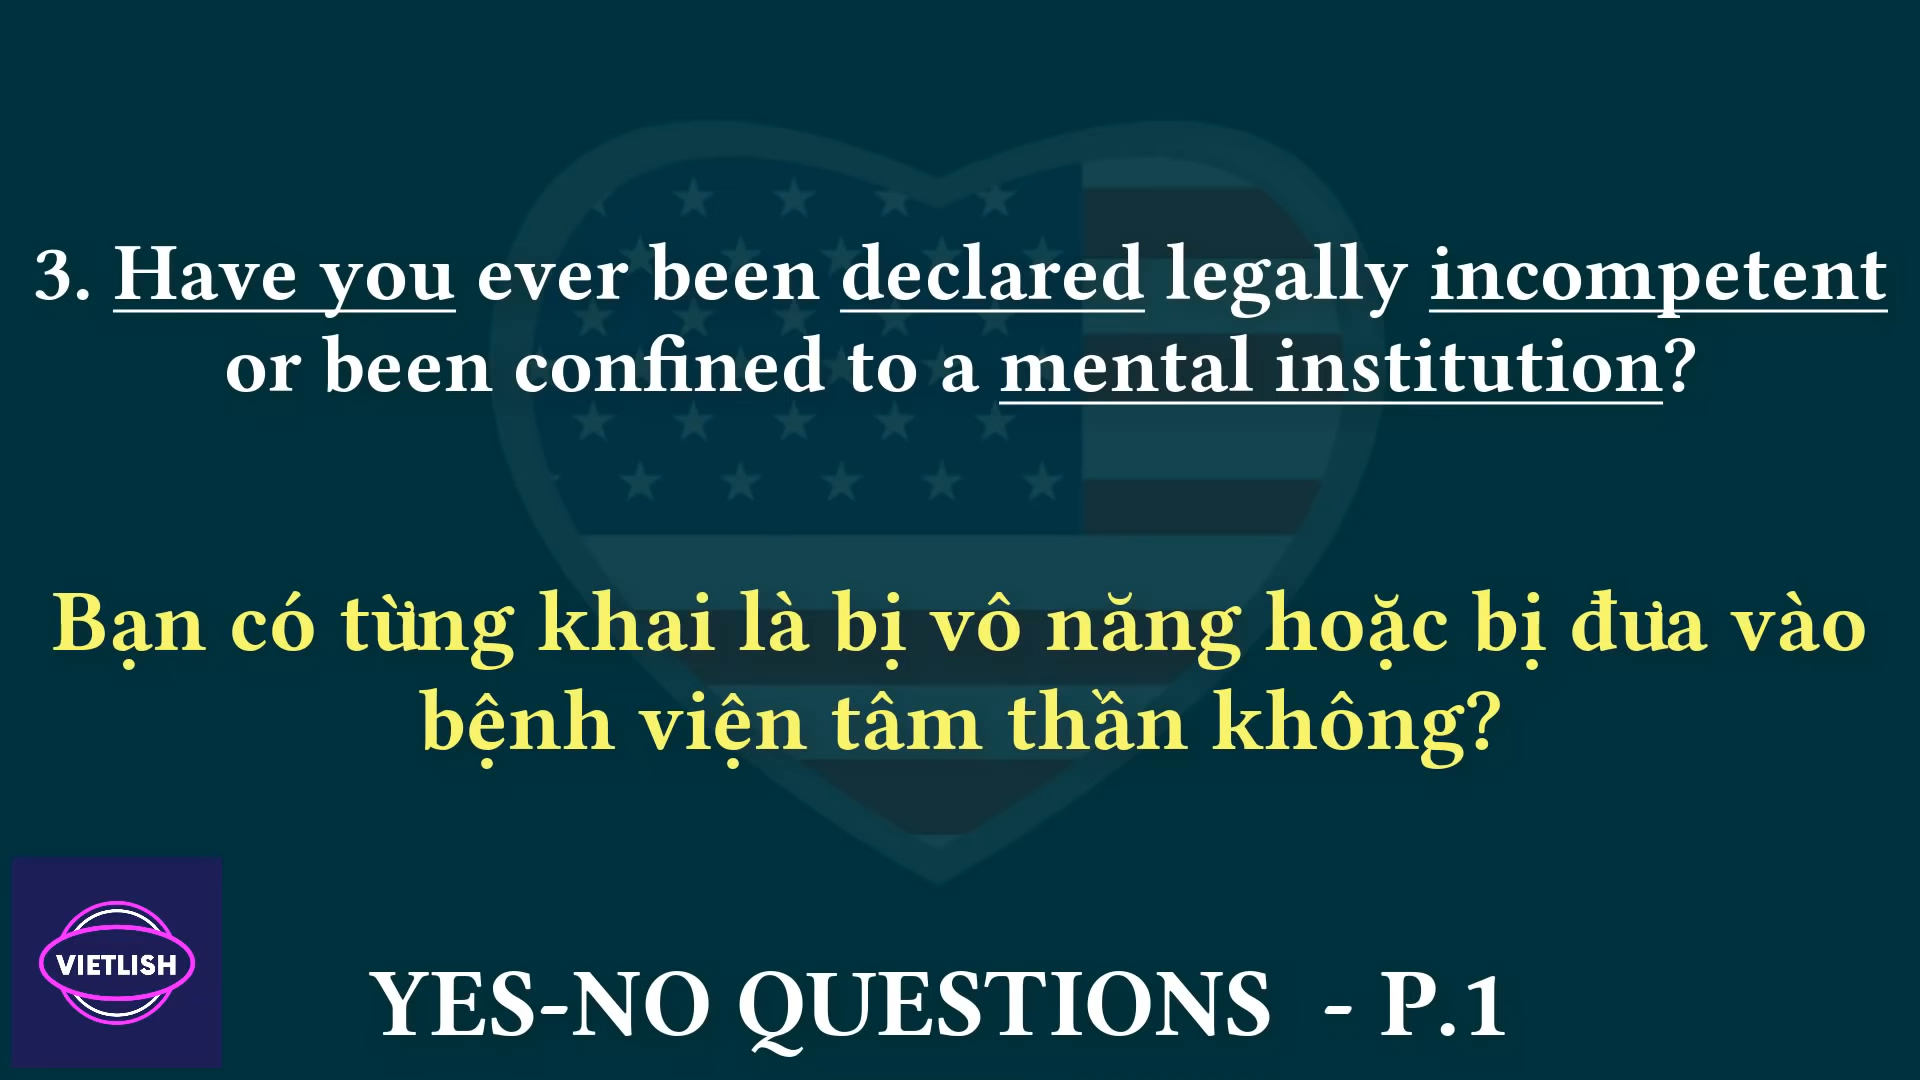 3. Have you ever been declared legally incompetent
or been confined to a mental institution?
Bạn có từng khai là bị vô năng hoặc bị đưa vào
bệnh viện tâm thần không?
VIETLISH
YES-NO QUESTIONS - P.1